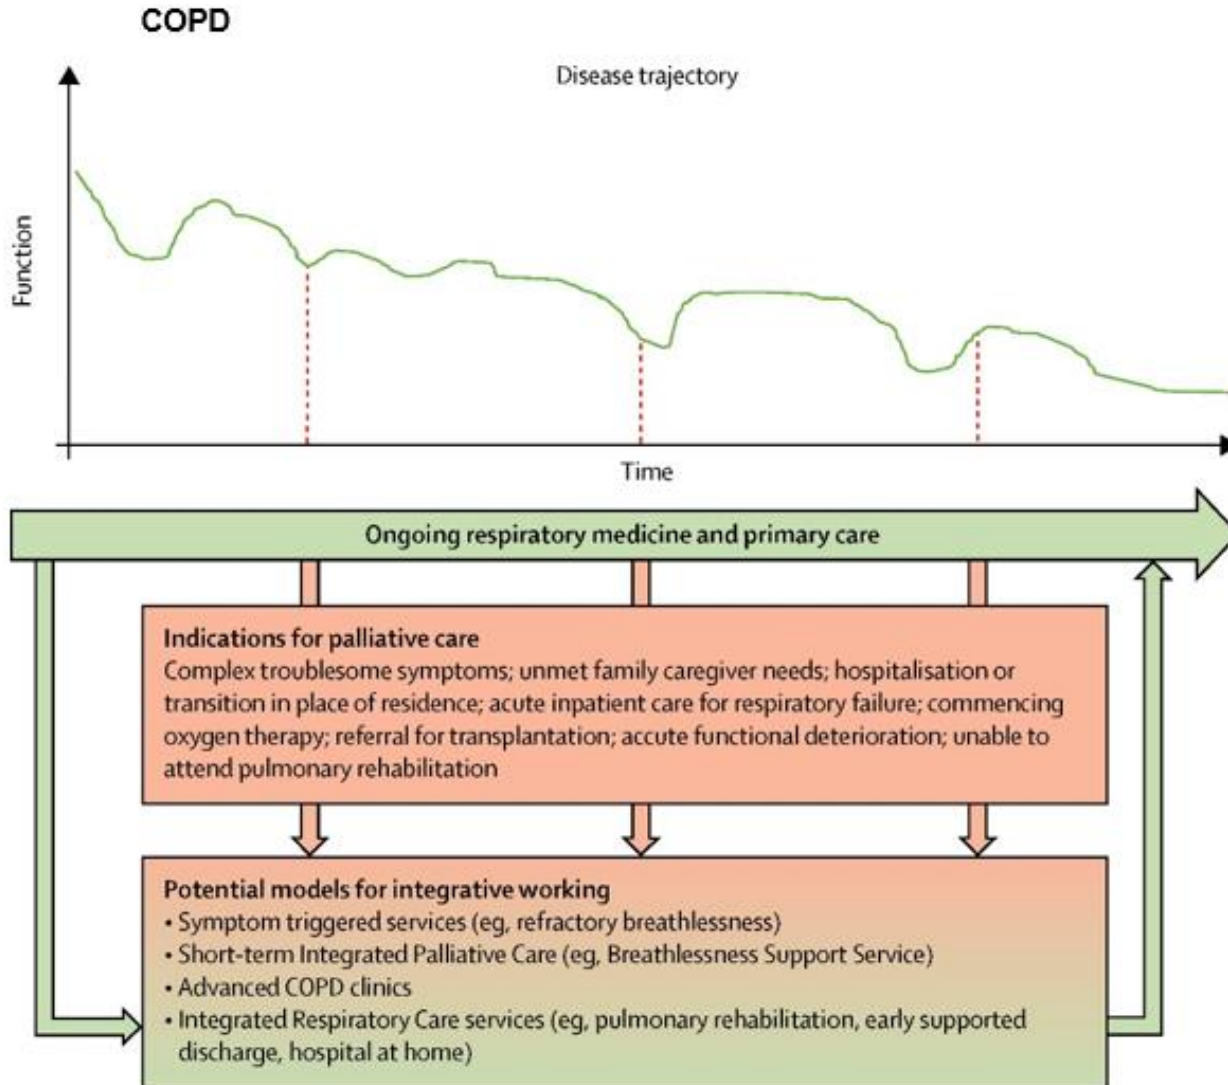 COPD
Disease trajectory
Function
Time
Ongoing respiratory medicine and primary care
Indications for palliative care
Complex troublesome symptoms; unmet family caregiver needs; hospitalisation or
transition in place of residence; acute inpatient care for respiratory failure; commencing
oxygen therapy; referral for transplantation; accute functional deterioration; unable to
attend pulmonary rehabilitation
Potential models for integrative working
• Symptom triggered services (eg, refractory breathlessness)
• Short-term Integrated Palliative Care (eg, Breathlessness Support Service)
• Advanced COPD clinics
• Integrated Respiratory Care services (eg, pulmonary rehabilitation, early supported
discharge, hospital at home)